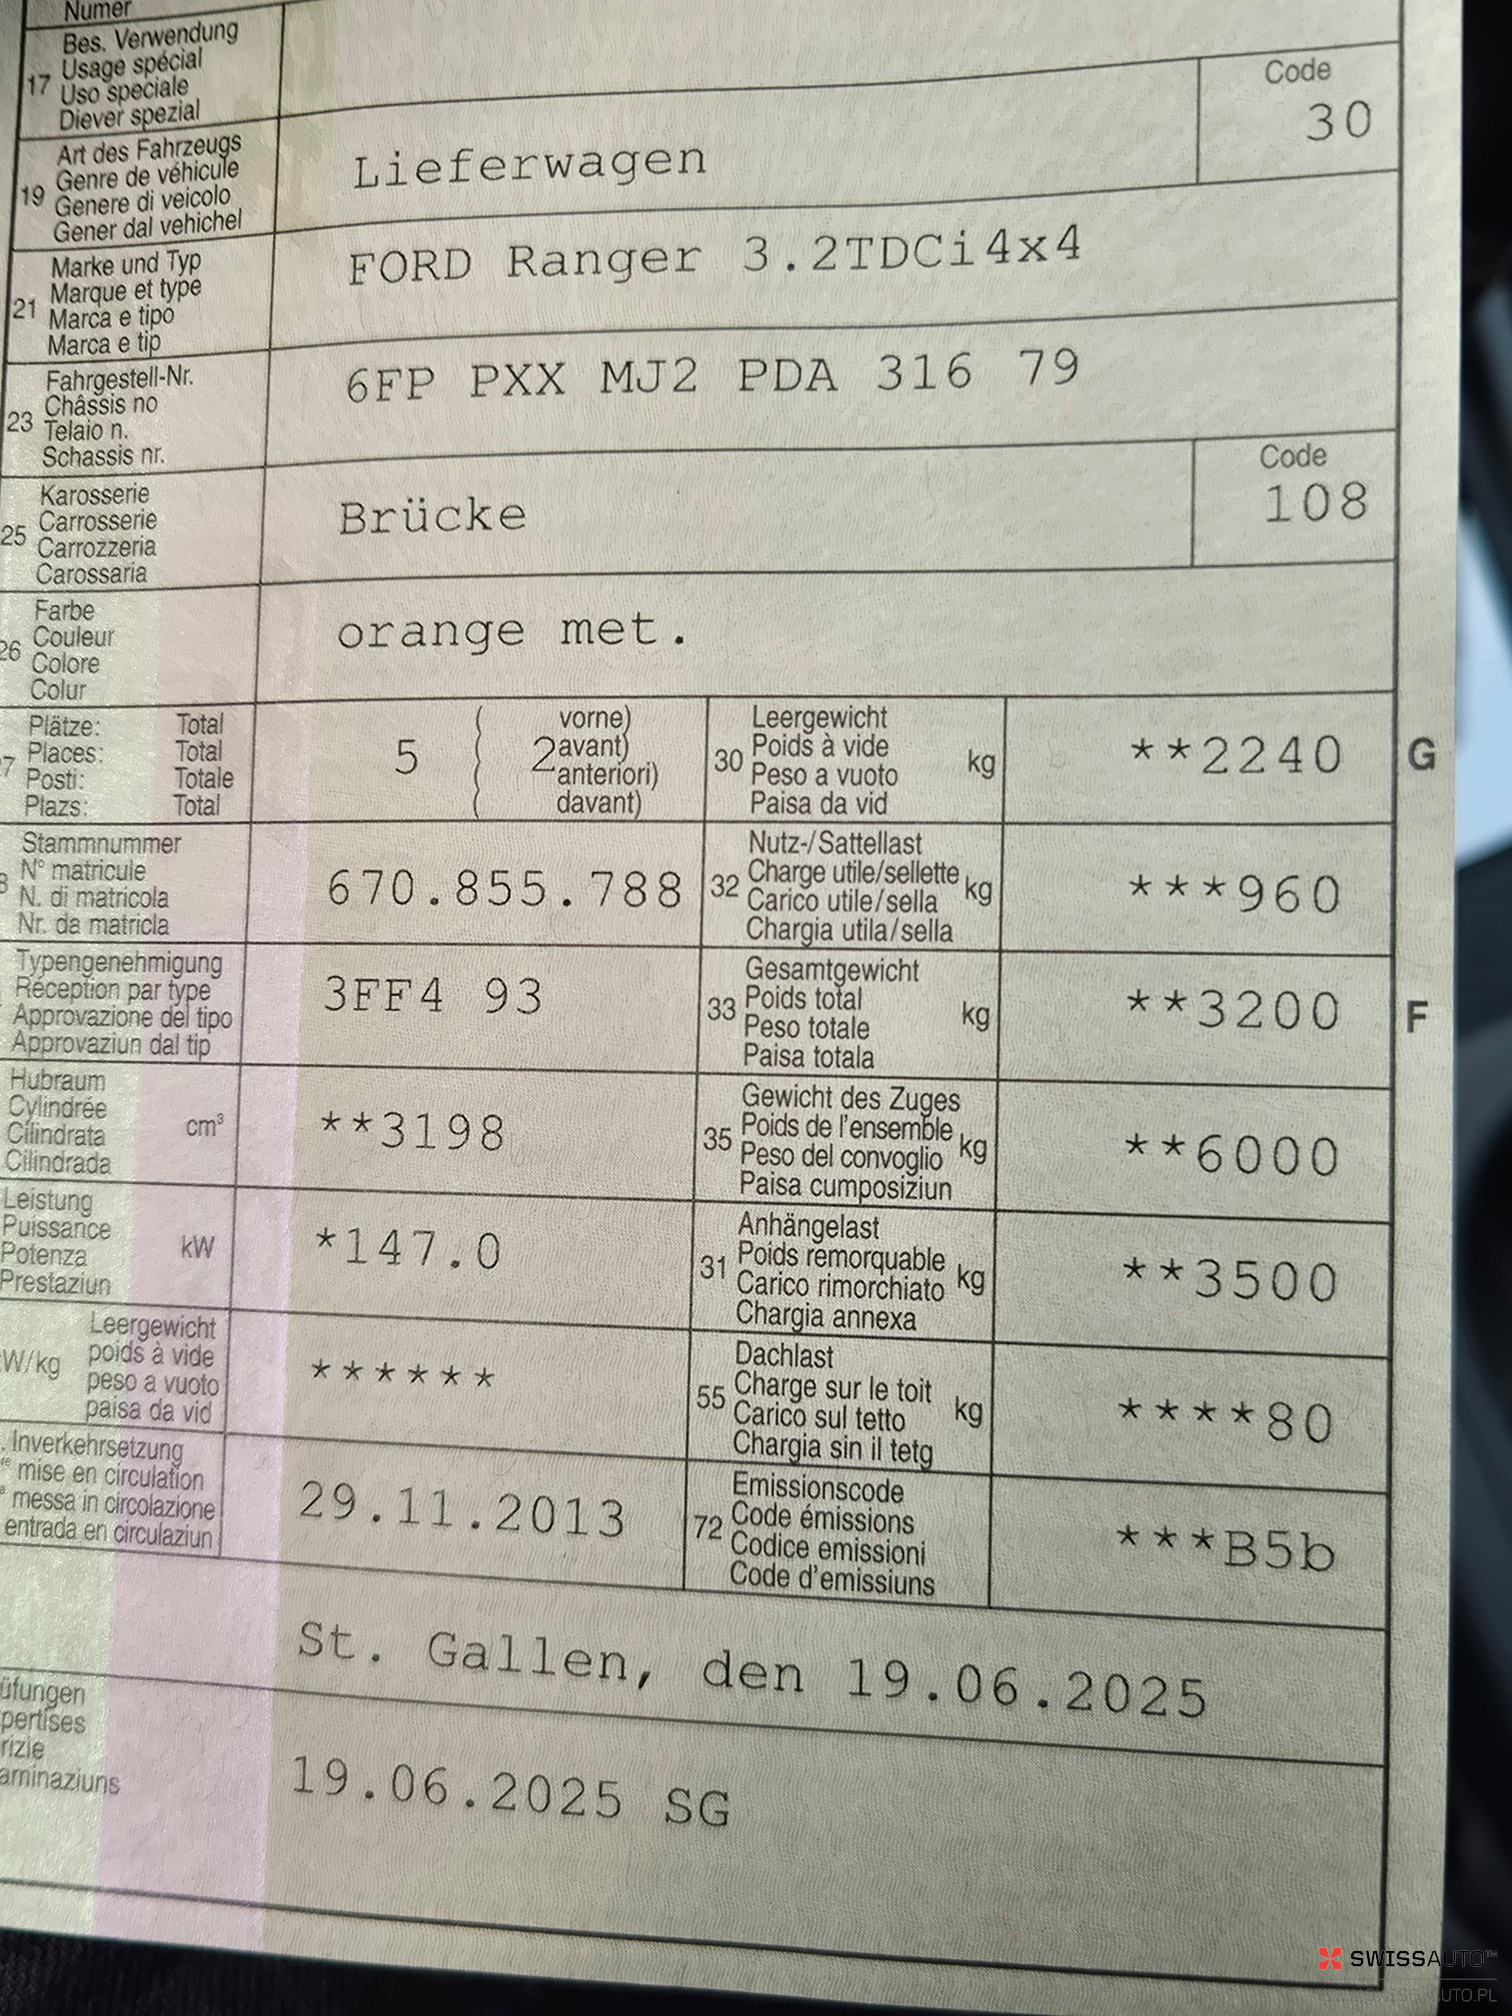 Numer
17 Bes. Verwendung
Usage spécial
Uso speciale
Diever spezial
Code
30
19 Art des Fahrzeugs
Genre de véhicule
Genere di veicolo
Gener dal vehichel
Lieferwagen
21 Marke und Typ
Marque et type
Marca e tipo
Marca e tip
FORD Ranger 3.2TDCi4x4
23 Fahrgestell-Nr.
Châssis no
Telaio n.
Schassis nr.
6FP PXX MJ2 PDA 316 79
25 Karosserie
Carrosserie
Carrozzeria
Carossaria
Brücke
Code
108
26 Farbe
Couleur
Colore
Colur
orange met.
7 Plätze: Total
Places: Total
Posti: Totale
Plazs: Total
5 ( 2 vorne)
( avant)
( anteriori)
( davant)
30 Leergewicht
Poids à vide
Peso a vuoto
Paisa da vid
kg
**2240
G
Stammnummer
N° matricule
N. di matricola
Nr. da matricla
670.855.788
32 Nutz-/Sattellast
Charge utile/sellette
Carico utile/sella
Chargia utila/sella
kg
***960
Typengenehmigung
Réception par type
Approvazione del tipo
Approvaziun dal tip
3FF4 93
33 Gesamtgewicht
Poids total
Peso totale
Paisa totala
kg
**3200
F
Hubraum
Cylindrée
Cilindrata
Cilindrada
cm³
**3198
35 Gewicht des Zuges
Poids de l'ensemble
Peso del convoglio
Paisa cumposiziun
kg
**6000
Leistung
Puissance
Potenza
Prestaziun
kW
*147.0
31 Anhängelast
Poids remorquable
Carico rimorchiato
Chargia annexa
kg
**3500
W/kg
Leergewicht
poids à vide
peso a vuoto
paisa da vid
******
55 Dachlast
Charge sur le toit
Carico sul tetto
Chargia sin il tetg
kg
****80
. Inverkehrsetzung
re mise en circulation
a messa in circolazione
entrada en circulaziun
29.11.2013
72 Emissionscode
Code émissions
Codice emissioni
Code d'emissiuns
***B5b
St. Gallen, den 19.06.2025
üfungen
pertises
rizie
aminaziuns
19.06.2025 SG
SWISSAUTO™
SWISSAUTO.PL